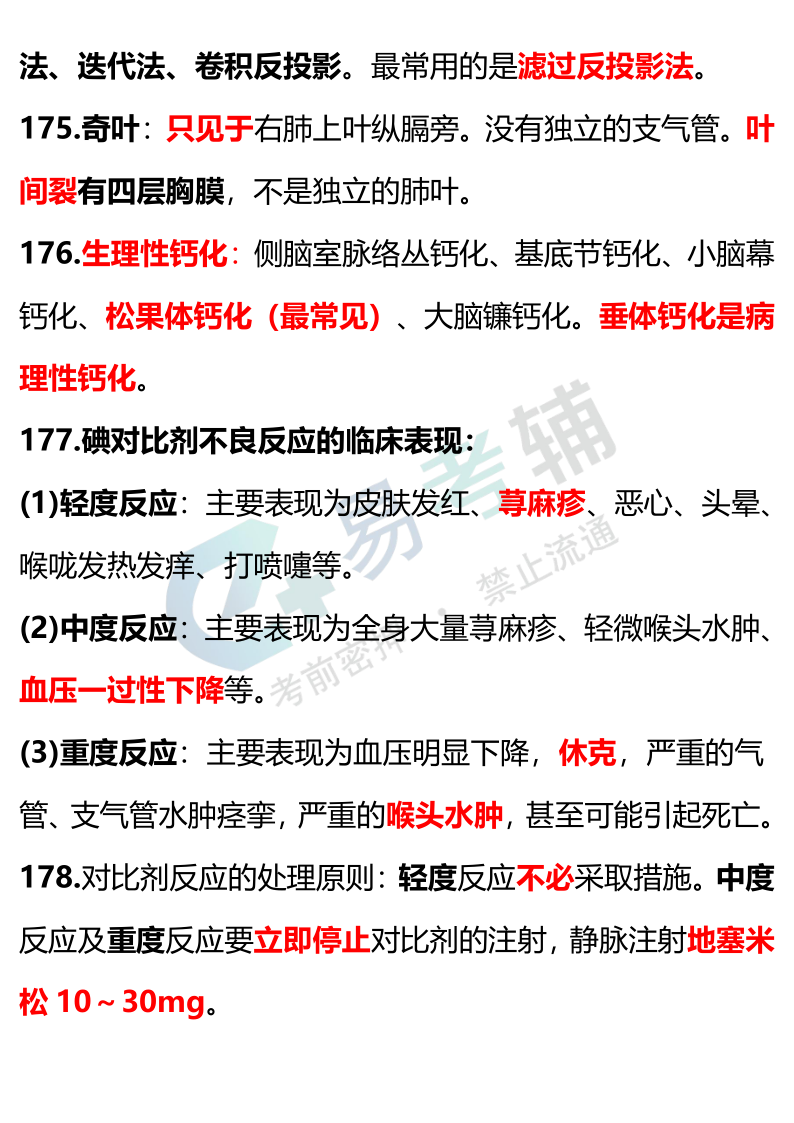 法、迭代法、卷积反投影。最常用的是滤过反投影法。
175.奇叶：只见于右肺上叶纵膈旁。没有独立的支气管。叶
间裂有四层胸膜，不是独立的肺叶。
176.生理性钙化：侧脑室脉络丛钙化、基底节钙化、小脑幕
钙化、松果体钙化（最常见）、大脑镰钙化。垂体钙化是病
理性钙化。
177.碘对比剂不良反应的临床表现：
(1)轻度反应：主要表现为皮肤发红、荨麻疹、恶心、头晕、
喉咙发热发痒、打喷嚏等。
(2)中度反应：主要表现为全身大量荨麻疹、轻微喉头水肿、
血压一过性下降等。
(3)重度反应：主要表现为血压明显下降，休克，严重的气
管、支气管水肿痉挛，严重的喉头水肿，甚至可能引起死亡。
178.对比剂反应的处理原则：轻度反应不必采取措施。中度
反应及重度反应要立即停止对比剂的注射，静脉注射地塞米
松 10～30mg。
易考辅
考前密押 · 禁止流通